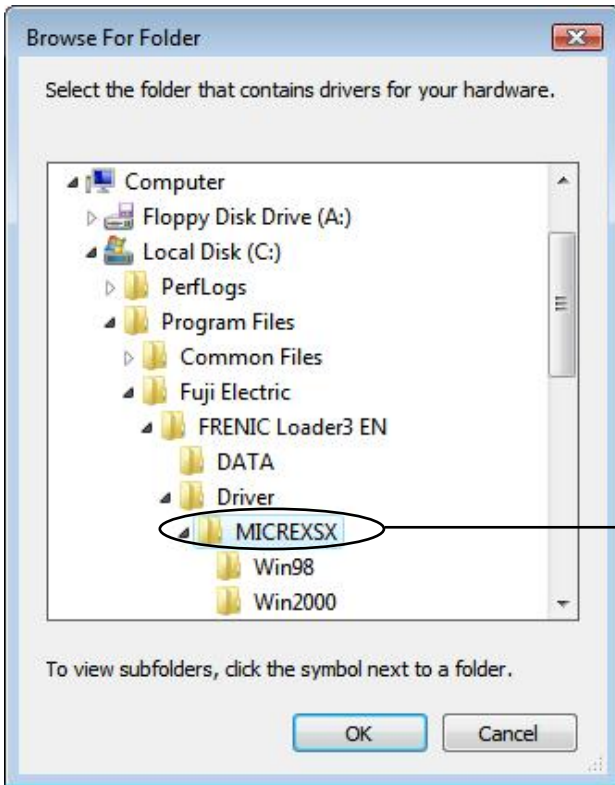 Browse For Folder
Select the folder that contains drivers for your hardware.
Computer
Floppy Disk Drive (A:)
Local Disk (C:)
PerfLogs
Program Files
Common Files
Fuji Electric
FRENIC Loader3 EN
DATA
Driver
MICREXSX
Win98
Win2000
To view subfolders, click the symbol next to a folder.
OK Cancel